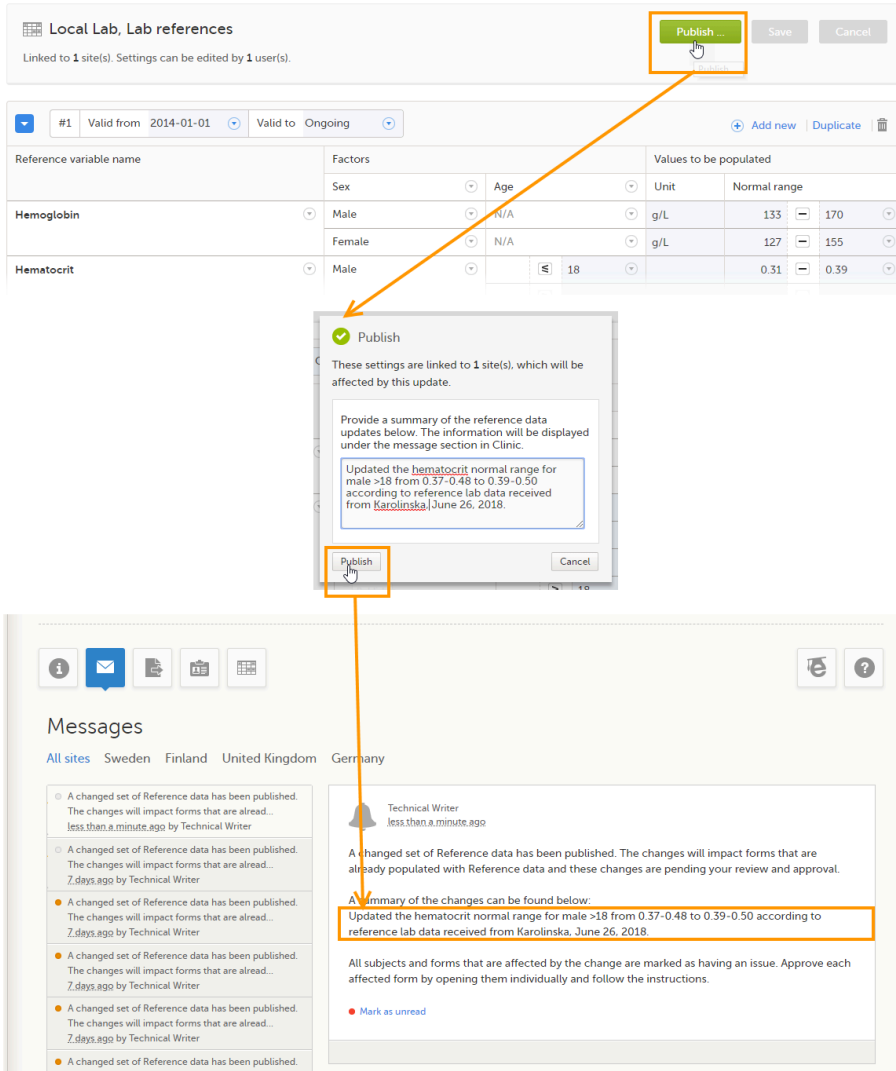 Local Lab, Lab references
Publish ... Save Cancel
Linked to 1 site(s). Settings can be edited by 1 user(s).
Publish...
#1 Valid from 2014-01-01 Valid to Ongoing
Add new Duplicate
Reference variable name Factors Values to be populated
Sex Age Unit Normal range
Hemoglobin Male N/A g/L 133 – 170
Female N/A g/L 127 – 155
Hematocrit Male ≤ 18 0.31 – 0.39
Publish
These settings are linked to 1 site(s), which will be
affected by this update.
Provide a summary of the reference data
updates below. The information will be displayed
under the message section in Clinic.
Updated the hematocrit normal range for
male >18 from 0.37-0.48 to 0.39-0.50
according to reference lab data received
from Karolinska, June 26, 2018.
Publish Cancel
> 18
Messages
All sites Sweden Finland United Kingdom Germany
A changed set of Reference data has been published.
The changes will impact forms that are alread...
less than a minute ago by Technical Writer
A changed set of Reference data has been published.
The changes will impact forms that are alread...
7 days ago by Technical Writer
A changed set of Reference data has been published.
The changes will impact forms that are alread...
7 days ago by Technical Writer
A changed set of Reference data has been published.
The changes will impact forms that are alread...
7 days ago by Technical Writer
A changed set of Reference data has been published.
The changes will impact forms that are alread...
7 days ago by Technical Writer
A changed set of Reference data has been published.
Technical Writer
less than a minute ago
A changed set of Reference data has been published. The changes will impact forms that are
already populated with Reference data and these changes are pending your review and approval.
A summary of the changes can be found below:
Updated the hematocrit normal range for male >18 from 0.37-0.48 to 0.39-0.50 according to
reference lab data received from Karolinska, June 26, 2018.
All subjects and forms that are affected by the change are marked as having an issue. Approve each
affected form by opening them individually and follow the instructions.
Mark as unread